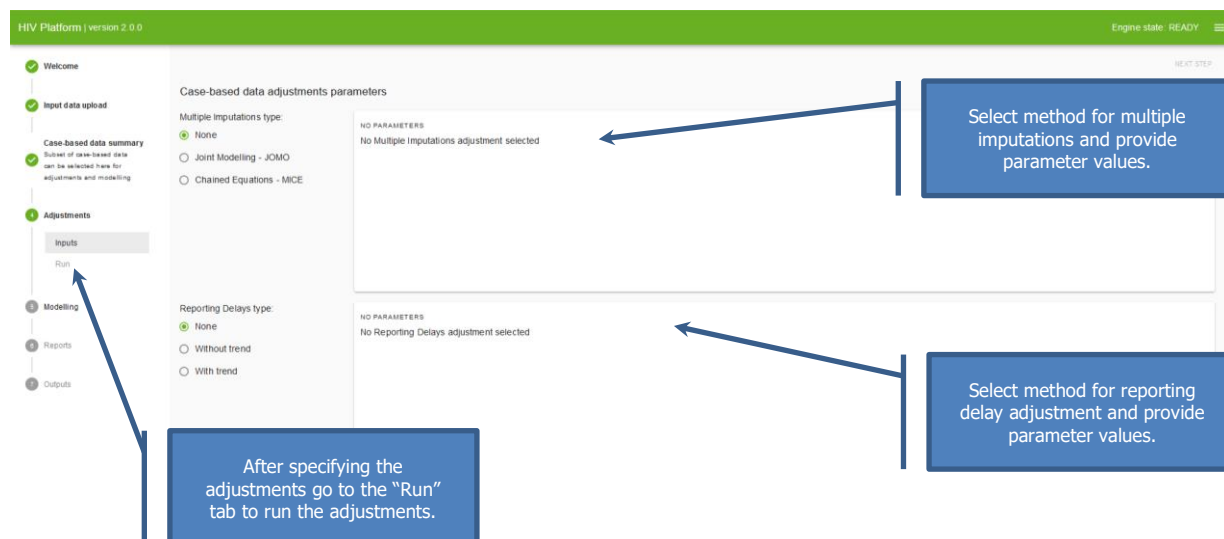 HIV Platform | version 2.0.0
Engine state: READY
NEXT STEP
Welcome
Input data upload
Case-based data summary
Subset of case-based data
can be selected here for
adjustments and modelling
4
Adjustments
Inputs
Run
5
Modelling
6
Reports
7
Outputs
Case-based data adjustments parameters
Multiple Imputations type:
None
Joint Modelling - JOMO
Chained Equations - MICE
NO PARAMETERS
No Multiple Imputations adjustment selected
Reporting Delays type:
None
Without trend
With trend
NO PARAMETERS
No Reporting Delays adjustment selected
Select method for multiple
imputations and provide
parameter values.
Select method for reporting
delay adjustment and provide
parameter values.
After specifying the
adjustments go to the “Run”
tab to run the adjustments.